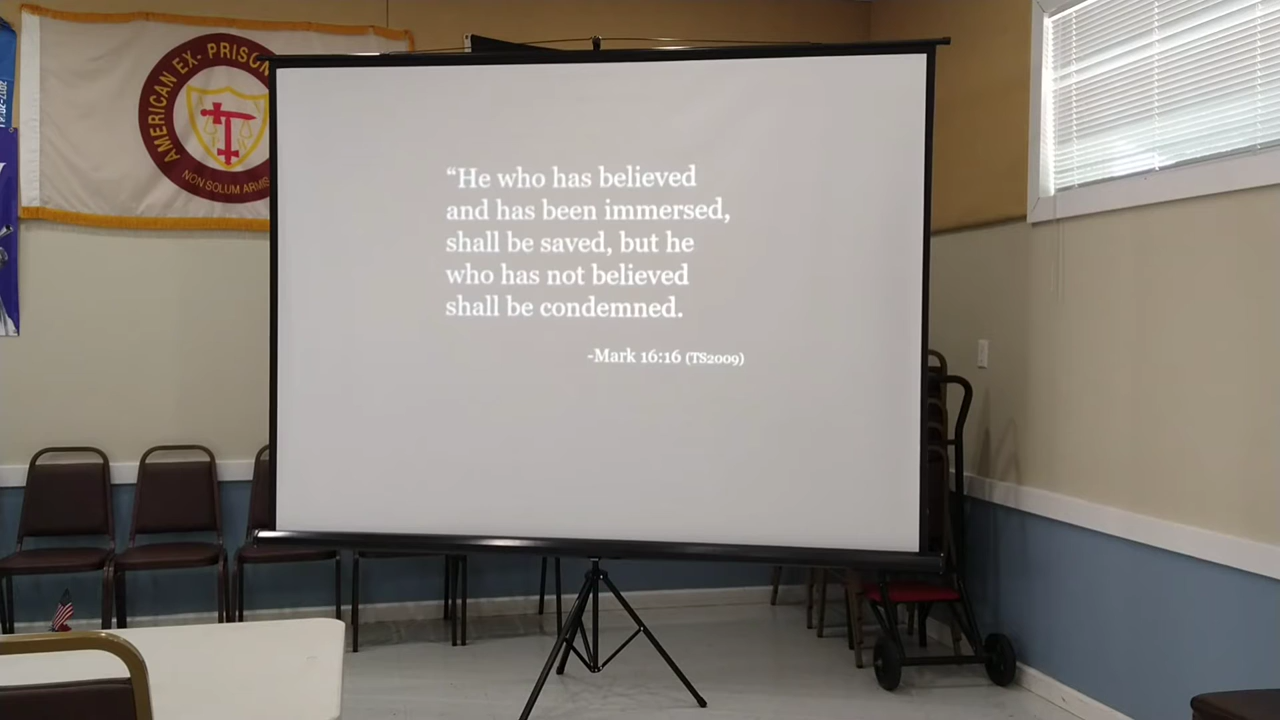 AMERICAN EX-PRISON
NON SOLUM ARMIS
“He who has believed
and has been immersed,
shall be saved, but he
who has not believed
shall be condemned.
-Mark 16:16 (TS2009)